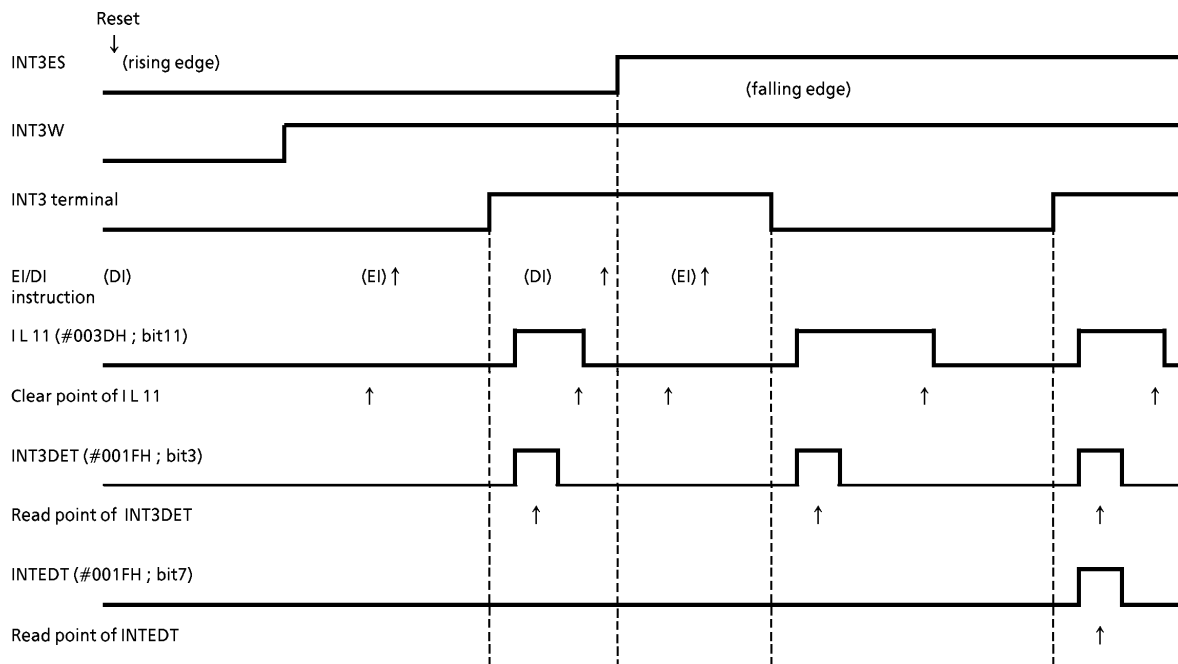 Reset
↓
INT3ES (rising edge)
(falling edge)
INT3W
INT3 terminal
EI/DI (DI) (EI)↑ (DI) ↑ (EI)↑
instruction
I L 11 (#003DH ; bit11)
Clear point of I L 11 ↑ ↑ ↑ ↑ ↑
INT3DET (#001FH ; bit3)
Read point of INT3DET ↑ ↑ ↑
INTEDT (#001FH ; bit7)
Read point of INTEDT ↑